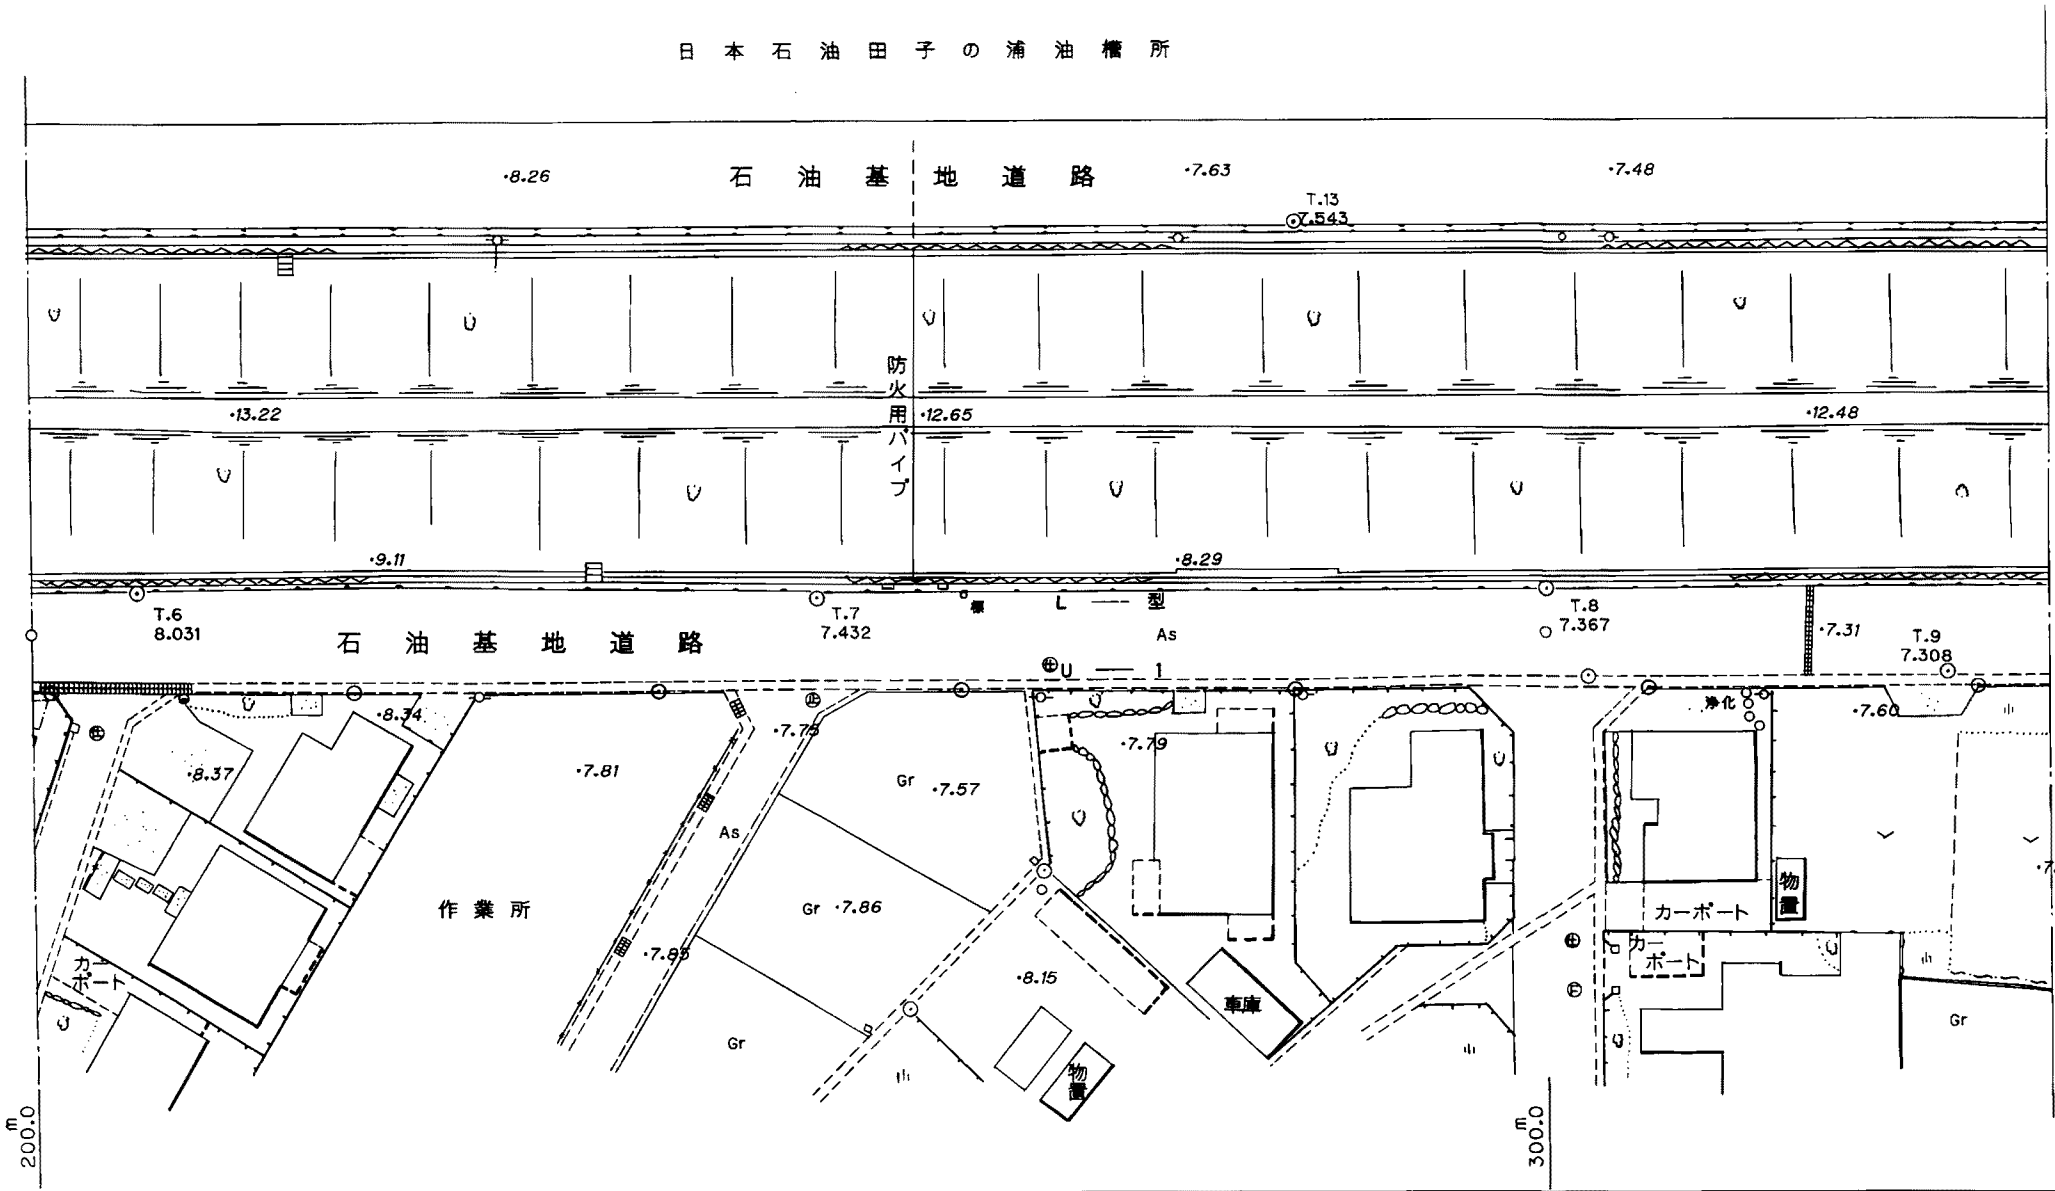 日本石油田子の浦油槽所
・8.26
石油基地道路
・7.63
・7.48
T.13
7.543
防火用パイプ
・13.22
・12.65
・12.48
・9.11
・8.29
T.6
8.031
T.7
7.432
標
L 型
T.8
7.367
As
・7.31
T.9
7.308
石油基地道路
U 1
・8.34
止
・7.75
・7.79
浄化
・7.60
・8.37
・7.81
Gr
・7.57
As
作業所
Gr
・7.86
カーポート
物置
・7.85
カー
ポート
・8.15
車庫
カー
ポート
Gr
物置
Gr
200.0 m
300.0 m